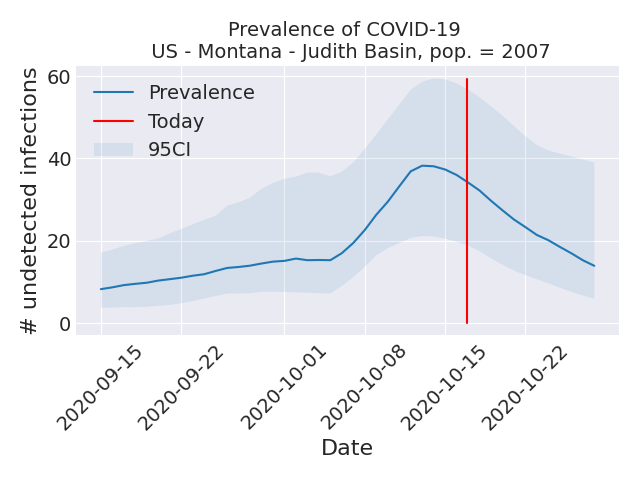 Prevalence of COVID-19
US - Montana - Judith Basin, pop. = 2007
# undetected infections
60
40
20
0
Prevalence
Today
95CI
2020-09-15
2020-09-22
2020-10-01
2020-10-08
2020-10-15
2020-10-22
Date